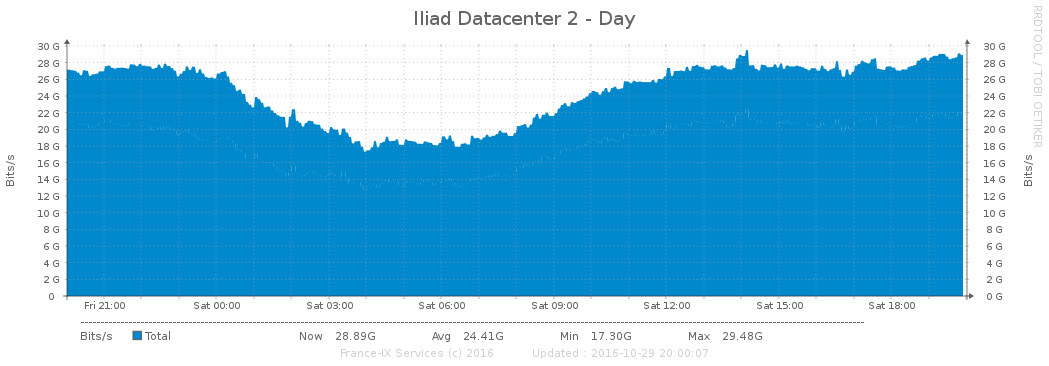 Iliad Datacenter 2 - Day
RRDTOOL / TOBI OETIKER
Bits/s
30 G 30 G
28 G 28 G
26 G 26 G
24 G 24 G
22 G 22 G
20 G 20 G
18 G 18 G
16 G 16 G
14 G 14 G
12 G 12 G
10 G 10 G
8 G 8 G
6 G 6 G
4 G 4 G
2 G 2 G
0 0 G
Bits/s
Fri 21:00 Sat 00:00 Sat 03:00 Sat 06:00 Sat 09:00 Sat 12:00 Sat 15:00 Sat 18:00
Bits/s Total Now 28.89G Avg 24.41G Min 17.30G Max 29.48G
France-IX Services (c) 2016 Updated : 2016-10-29 20:00:07